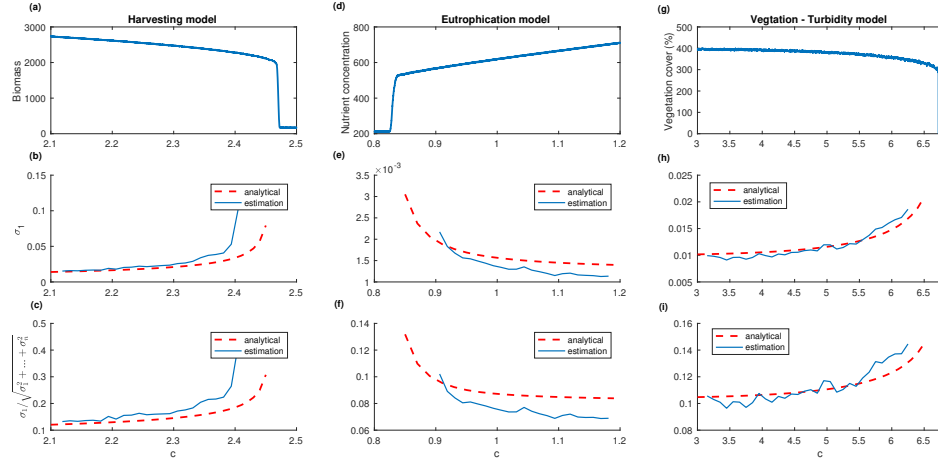 (a) Harvesting model
Biomass
3000
2000
1000
0
2.1 2.2 2.3 2.4 2.5
(d) Eutrophication model
Nutrient concentration
800
600
400
200
0.8 0.9 1 1.1 1.2
(g) Vegtation - Turbidity model
Vegetation cover (%)
500
400
300
200
100
0
3 3.5 4 4.5 5 5.5 6 6.5
(b)
σ1
0.15
0.1
0.05
0
analytical
estimation
2.1 2.2 2.3 2.4 2.5
(e)
×10-3
3.5
3
2.5
2
1.5
1
analytical
estimation
0.8 0.9 1 1.1 1.2
(h)
0.025
0.02
0.015
0.01
0.005
analytical
estimation
3 3.5 4 4.5 5 5.5 6 6.5
(c)
σ1/√σ1² + ... + σn²
0.5
0.4
0.3
0.2
0.1
analytical
estimation
2.1 2.2 2.3 2.4 2.5
c
(f)
0.14
0.12
0.1
0.08
0.06
analytical
estimation
0.8 0.9 1 1.1 1.2
c
(i)
0.16
0.14
0.12
0.1
0.08
analytical
estimation
3 3.5 4 4.5 5 5.5 6 6.5
c